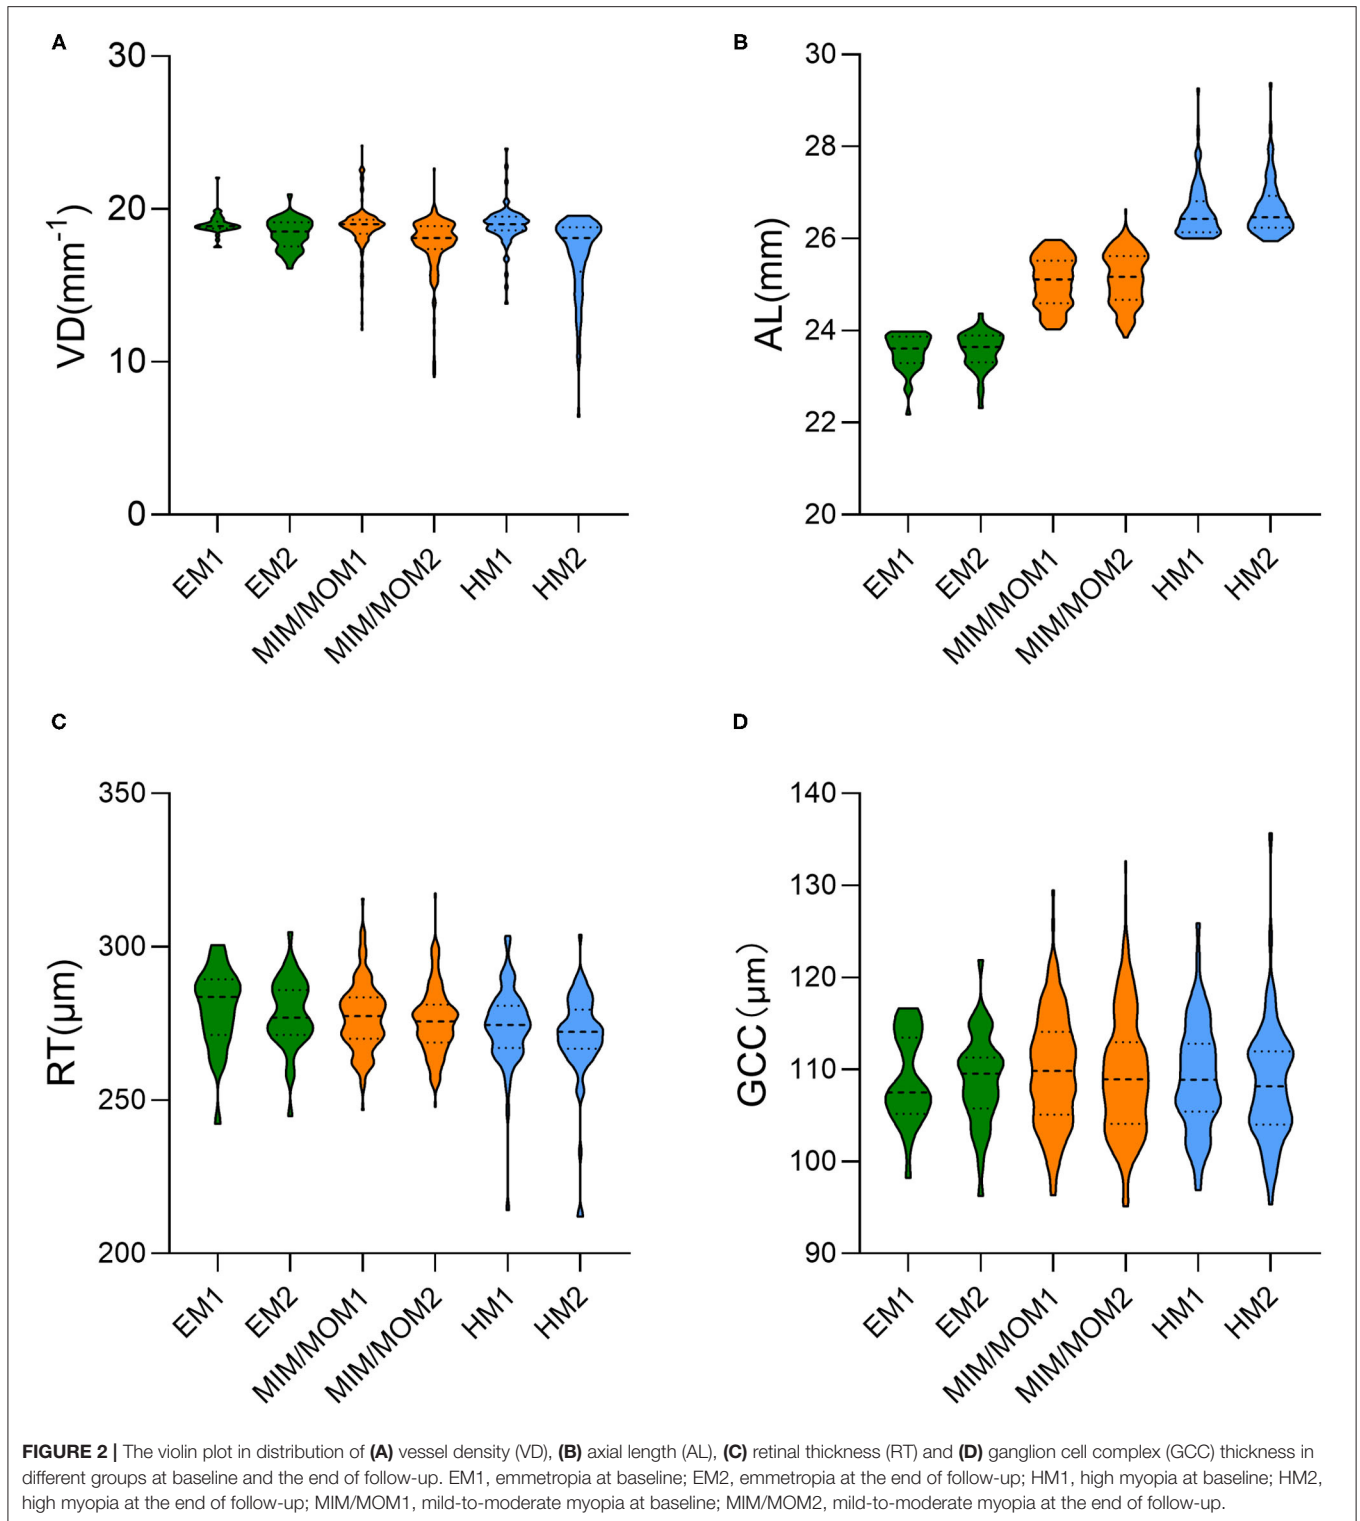 A
30
20
10
0
VD(mm⁻¹)
EM1
EM2
MIM/MOM1
MIM/MOM2
HM1
HM2
B
30
28
26
24
22
20
AL(mm)
EM1
EM2
MIM/MOM1
MIM/MOM2
HM1
HM2
C
350
300
250
200
RT(μm)
EM1
EM2
MIM/MOM1
MIM/MOM2
HM1
HM2
D
140
130
120
110
100
90
GCC(μm)
EM1
EM2
MIM/MOM1
MIM/MOM2
HM1
HM2
FIGURE 2 | The violin plot in distribution of (A) vessel density (VD), (B) axial length (AL), (C) retinal thickness (RT) and (D) ganglion cell complex (GCC) thickness in
different groups at baseline and the end of follow-up. EM1, emmetropia at baseline; EM2, emmetropia at the end of follow-up; HM1, high myopia at baseline; HM2,
high myopia at the end of follow-up; MIM/MOM1, mild-to-moderate myopia at baseline; MIM/MOM2, mild-to-moderate myopia at the end of follow-up.